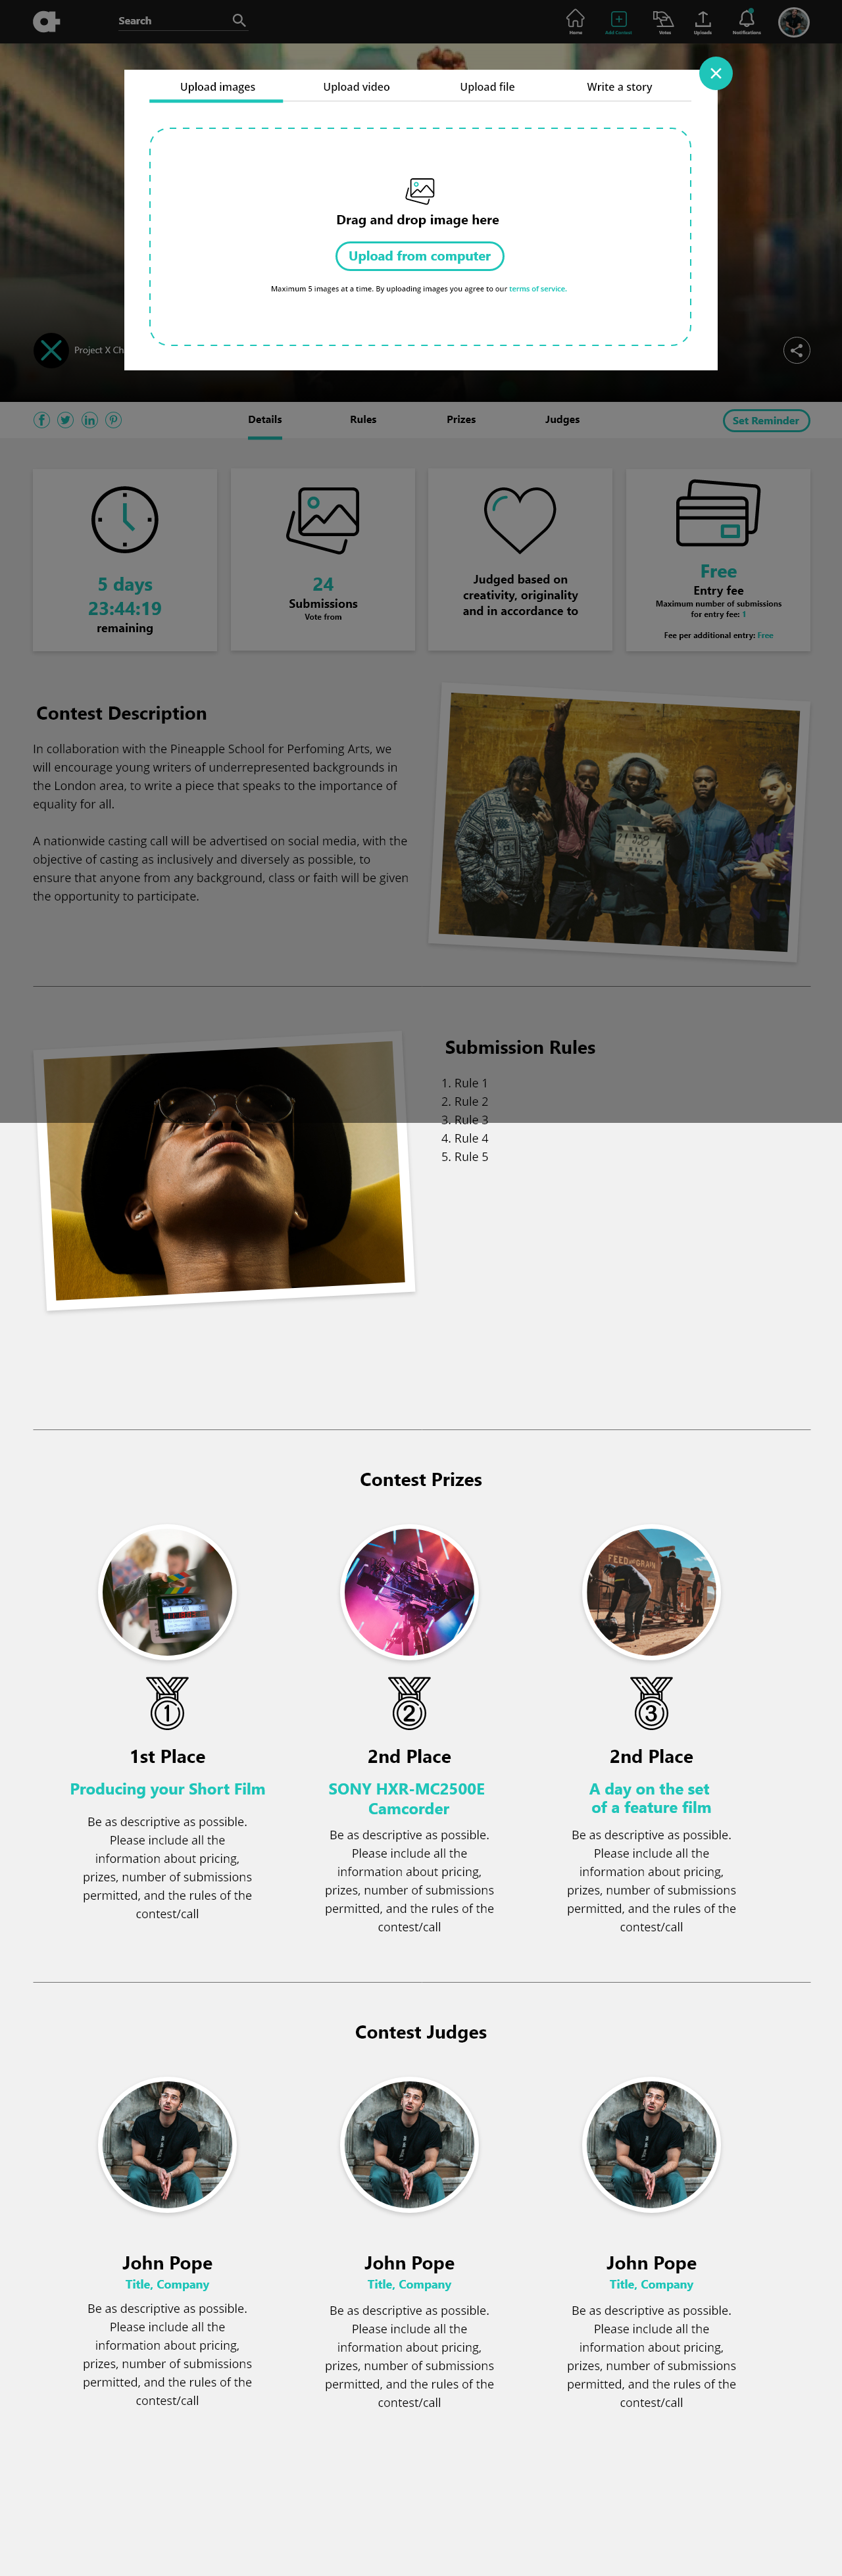 Search
Home
Add Contest
Votes
Uploads
Notifications
Upload images
Upload video
Upload file
Write a story
Drag and drop image here
Upload from computer
Maximum 5 images at a time. By uploading images you agree to our terms of service.
Project X Ch
Details
Rules
Prizes
Judges
Set Reminder
5 days
23:44:19
remaining
24
Submissions
Vote from
Judged based on
creativity, originality
and in accordance to
Free
Entry fee
Maximum number of submissions
for entry fee: 1
Fee per additional entry: Free
Contest Description
In collaboration with the Pineapple School for Perfoming Arts, we
will encourage young writers of underrepresented backgrounds in
the London area, to write a piece that speaks to the importance of
equality for all.
A nationwide casting call will be advertised on social media, with the
objective of casting as inclusively and diversely as possible, to
ensure that anyone from any background, class or faith will be given
the opportunity to participate.
Submission Rules
1. Rule 1
2. Rule 2
3. Rule 3
4. Rule 4
5. Rule 5
Contest Prizes
FEED GRAIN
1
1st Place
Producing your Short Film
Be as descriptive as possible.
Please include all the
information about pricing,
prizes, number of submissions
permitted, and the rules of the
contest/call
2
2nd Place
SONY HXR-MC2500E
Camcorder
Be as descriptive as possible.
Please include all the
information about pricing,
prizes, number of submissions
permitted, and the rules of the
contest/call
3
2nd Place
A day on the set
of a feature film
Be as descriptive as possible.
Please include all the
information about pricing,
prizes, number of submissions
permitted, and the rules of the
contest/call
Contest Judges
John Pope
Title, Company
Be as descriptive as possible.
Please include all the
information about pricing,
prizes, number of submissions
permitted, and the rules of the
contest/call
John Pope
Title, Company
Be as descriptive as possible.
Please include all the
information about pricing,
prizes, number of submissions
permitted, and the rules of the
contest/call
John Pope
Title, Company
Be as descriptive as possible.
Please include all the
information about pricing,
prizes, number of submissions
permitted, and the rules of the
contest/call